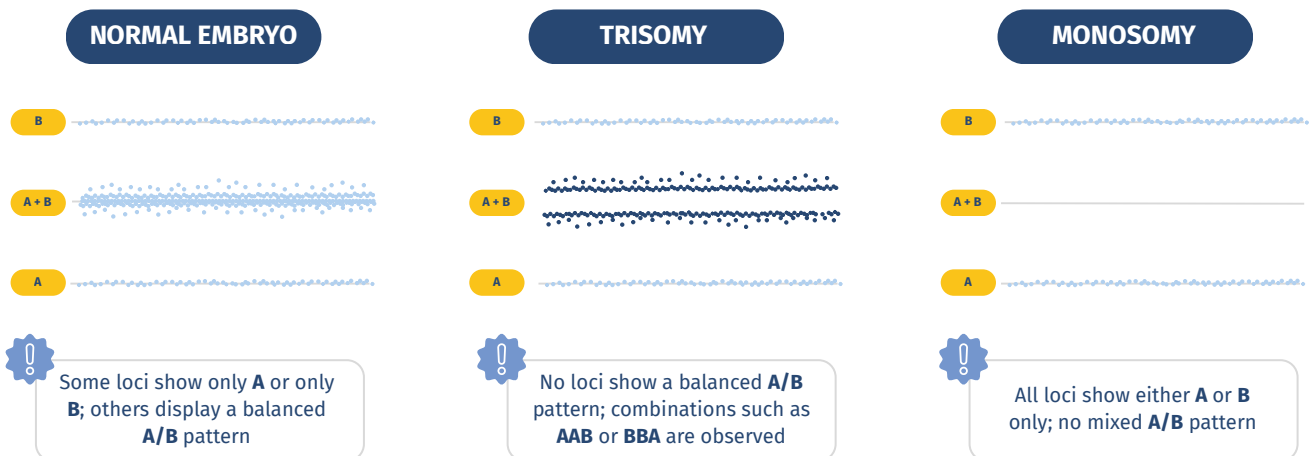 NORMAL EMBRYO
B
A + B
A
Some loci show only A or only
B; others display a balanced
A/B pattern
TRISOMY
B
A + B
A
No loci show a balanced A/B
pattern; combinations such as
AAB or BBA are observed
MONOSOMY
B
A + B
A
All loci show either A or B
only; no mixed A/B pattern